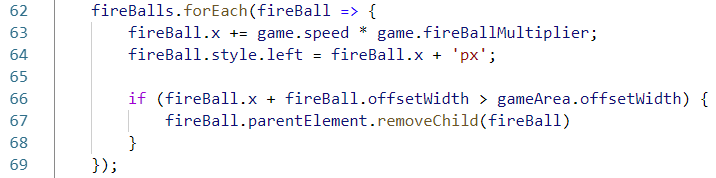 62 fireBalls.forEach(fireBall => {
63 fireBall.x += game.speed * game.fireBallMultiplier;
64 fireBall.style.left = fireBall.x + 'px';
65
66 if (fireBall.x + fireBall.offsetWidth > gameArea.offsetWidth) {
67 fireBall.parentElement.removeChild(fireBall)
68 }
69 });